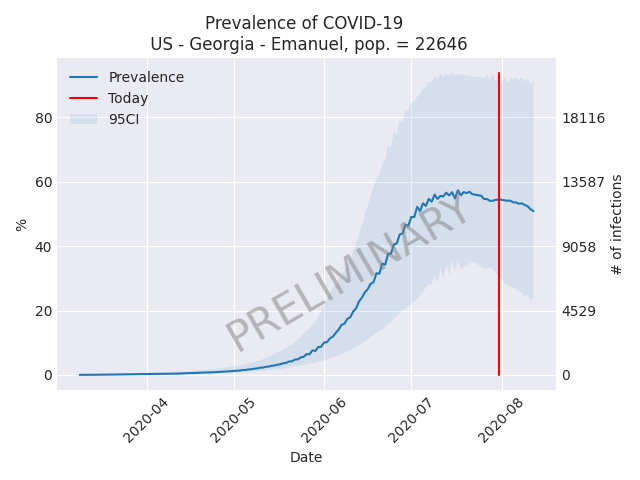 Prevalence of COVID-19
US - Georgia - Emanuel, pop. = 22646
Prevalence
Today
95CI
80
60
40
20
0
%
18116
13587
9058
4529
0
# of infections
PRELIMINARY
2020-04
2020-05
2020-06
2020-07
2020-08
Date